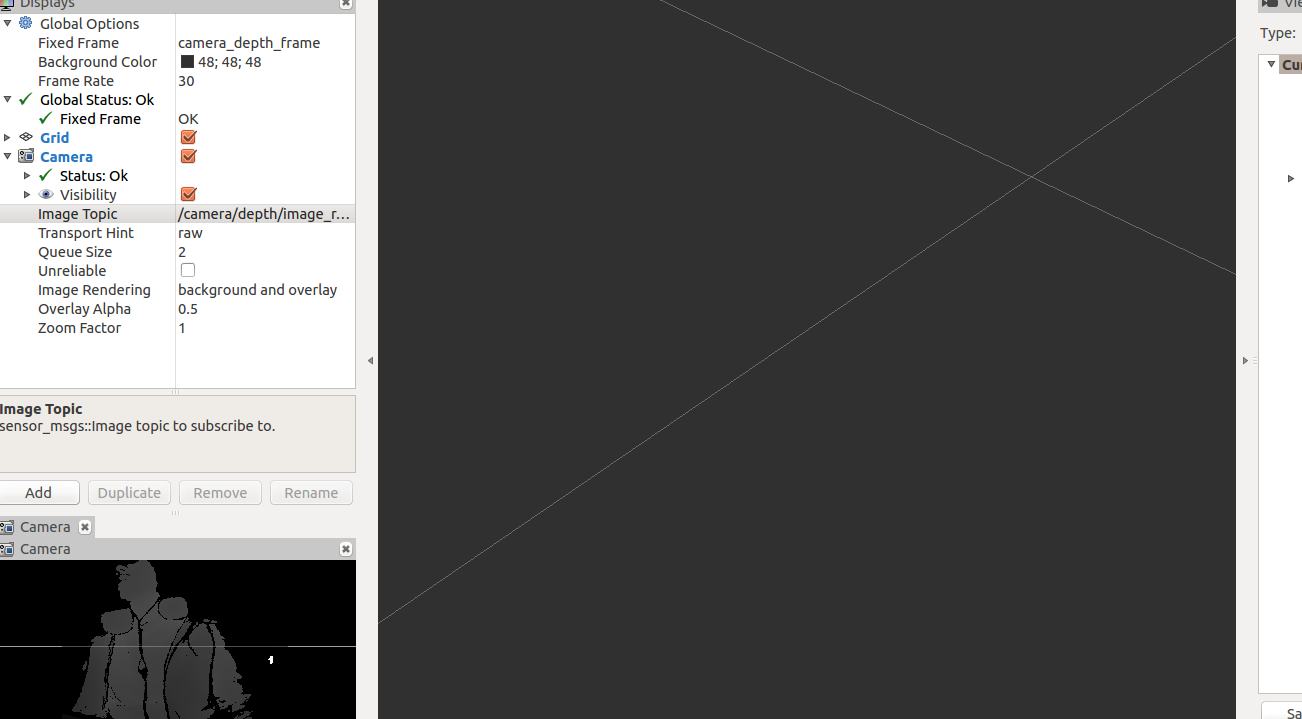 Displays
Global Options
Fixed Frame camera_depth_frame
Background Color 48; 48; 48
Frame Rate 30
Global Status: Ok
Fixed Frame OK
Grid
Camera
Status: Ok
Visibility
Image Topic /camera/depth/image_r...
Transport Hint raw
Queue Size 2
Unreliable
Image Rendering background and overlay
Overlay Alpha 0.5
Zoom Factor 1
Image Topic
sensor_msgs::Image topic to subscribe to.
Add Duplicate Remove Rename
Camera
Camera
Type: